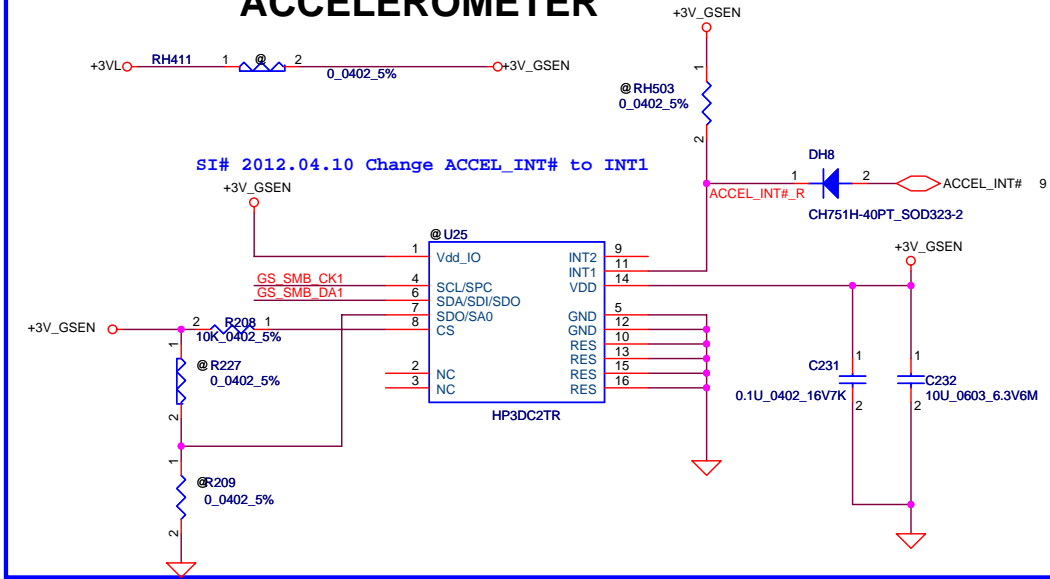 ACCELEROMETER
+3VL RH411 1 @ 2 +3V_GSEN
0_0402_5%
+3V_GSEN
1
@ RH503
0_0402_5%
2
SI# 2012.04.10 Change ACCEL_INT# to INT1
DH8
1 2
ACCEL_INT#_R
ACCEL_INT# 9
CH751H-40PT_SOD323-2
+3V_GSEN
@ U25
1 Vdd_IO
GS_SMB_CK1 4 SCL/SPC
GS_SMB_DA1 6 SDA/SDI/SDO
7 SDO/SA0
8 CS
2 NC
3 NC
INT2 9
INT1 11
VDD 14
GND 5
GND 12
RES 10
RES 13
RES 15
RES 16
HP3DC2TR
+3V_GSEN 2 R208 1
10K_0402_5%
1
@ R227
0_0402_5%
2
1
@R209
0_0402_5%
2
+3V_GSEN
C231 1
0.1U_0402_16V7K
2
1
C232
10U_0603_6.3V6M
2